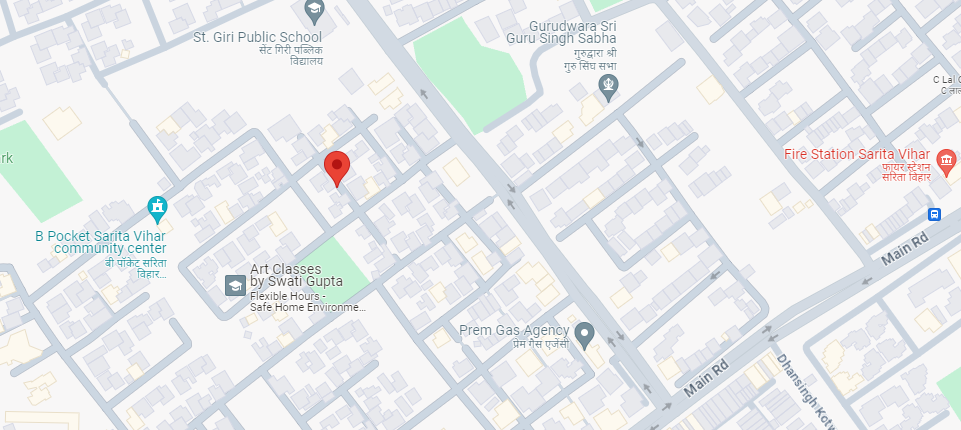 St. Giri Public School
सेंट गिरी पब्लिक
विद्यालय
Gurudwara Sri
Guru Singh Sabha
गुरुद्वारा श्री
गुरु सिंघ सभा
C Lal
C लाल
rk
Fire Station Sarita Vihar
फायर स्टेशन
सरिता विहार
B Pocket Sarita Vihar
community center
बी पॉकेट सरिता
विहार...
Main Rd
Art Classes
by Swati Gupta
Flexible Hours -
Safe Home Environme...
Prem Gas Agency
प्रेम गैस एजेंसी
Main Rd
Dhansingh Kotw